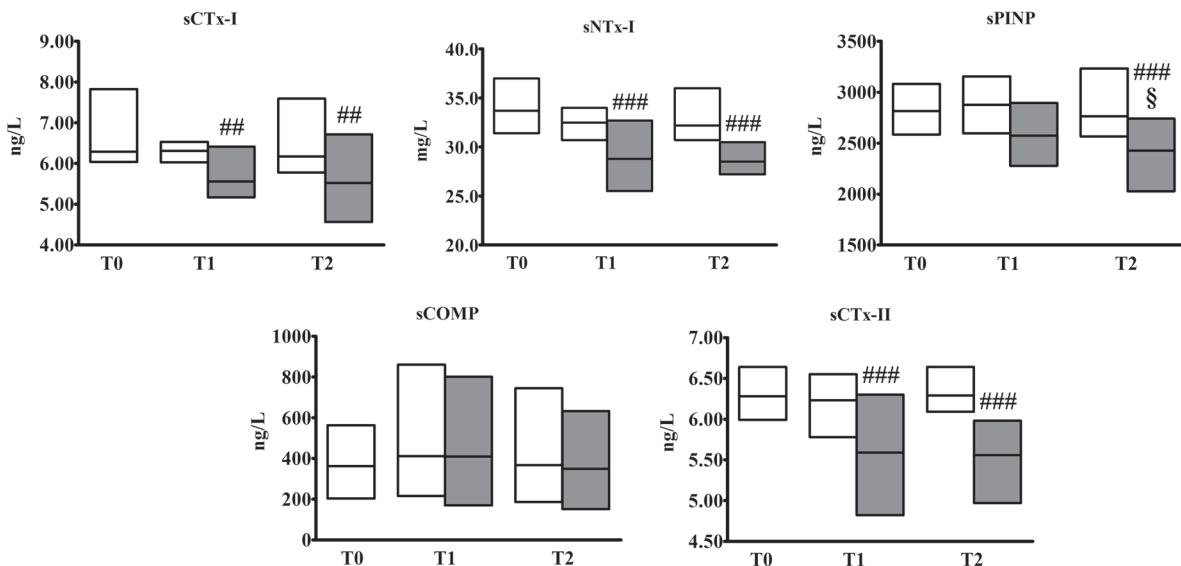 sCTx-I
9.00
8.00
7.00
6.00
5.00
4.00
ng/L
##
##
T0 T1 T2
sNTx-I
40.0
35.0
30.0
25.0
20.0
mg/L
###
###
T0 T1 T2
sPINP
3500
3000
2500
2000
1500
ng/L
###
§
T0 T1 T2
sCOMP
1000
800
600
400
200
0
ng/L
T0 T1 T2
sCTx-II
7.00
6.50
6.00
5.50
5.00
4.50
ng/L
###
###
T0 T1 T2